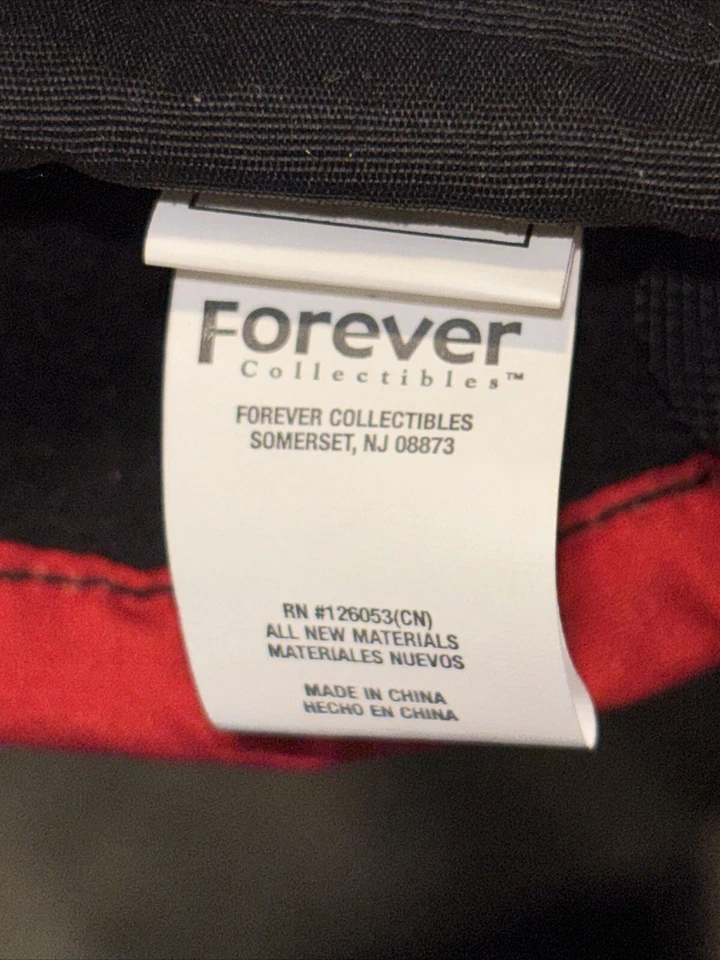 Forever
Collectibles™
FOREVER COLLECTIBLES
SOMERSET, NJ 08873
RN #126053(CN)
ALL NEW MATERIALS
MATERIALES NUEVOS
MADE IN CHINA
HECHO EN CHINA